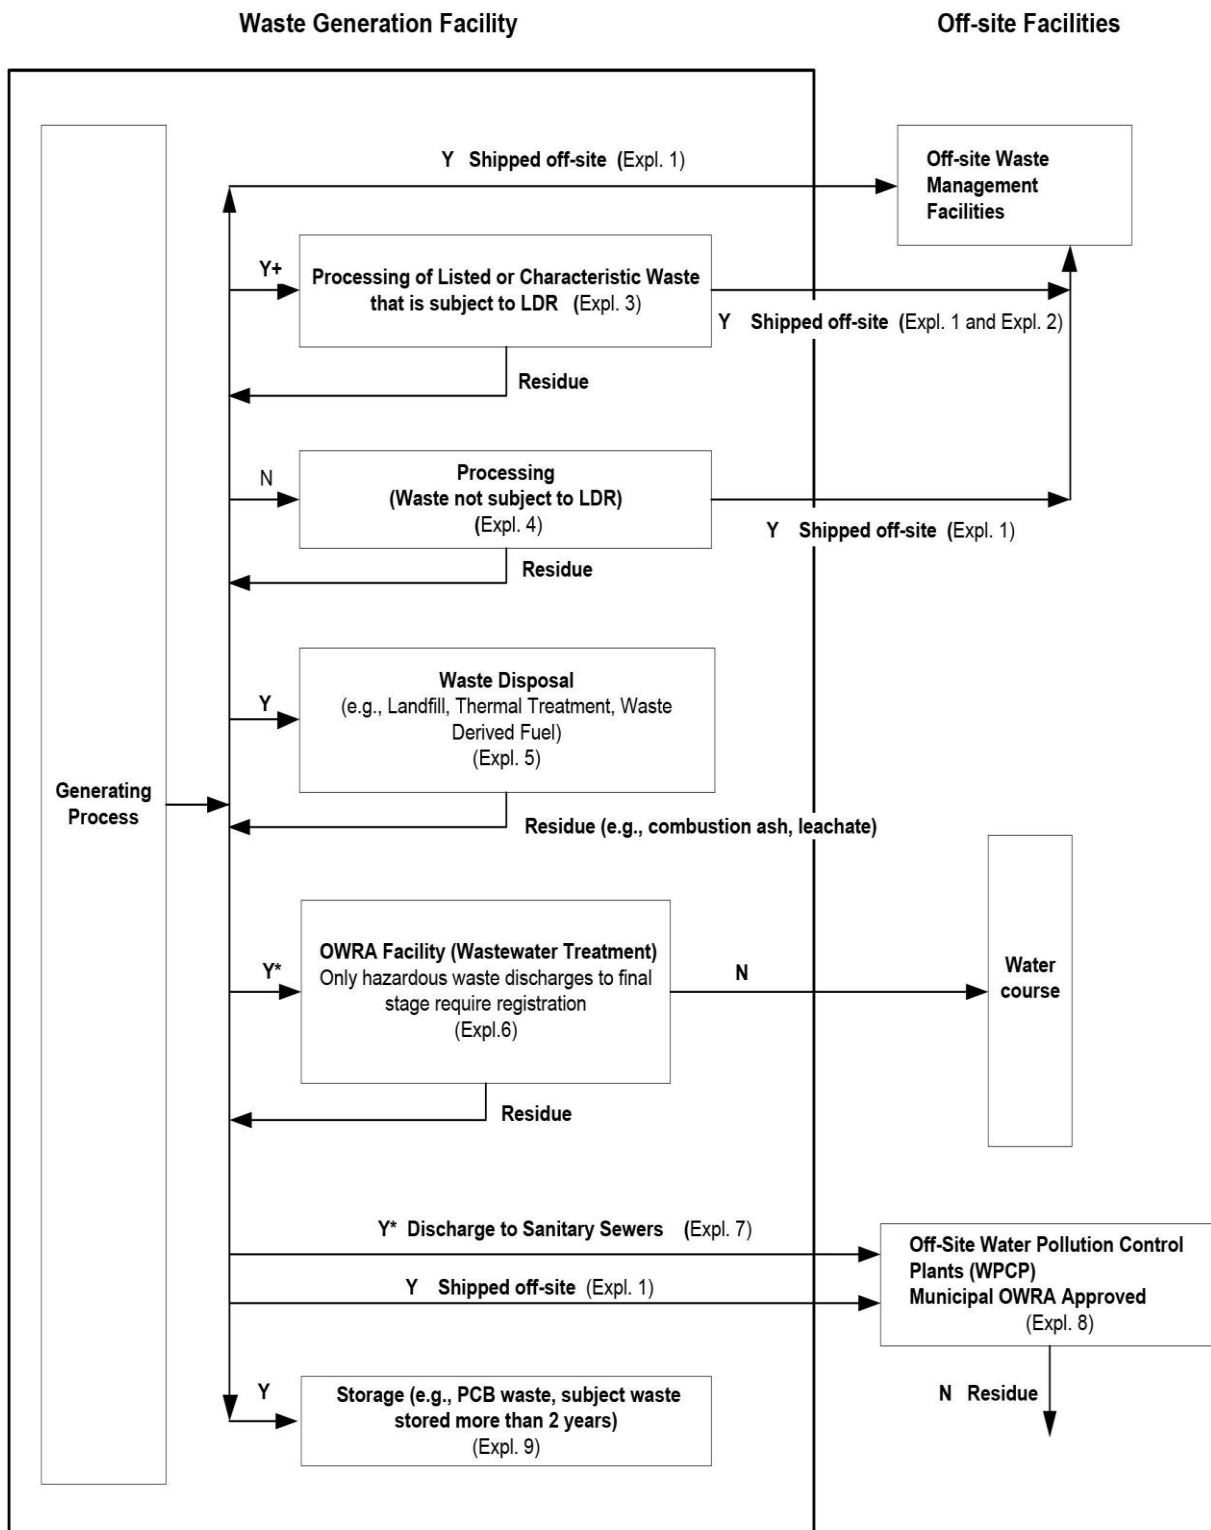 Waste Generation Facility
Off-site Facilities
Y Shipped off-site (Expl. 1)
Off-site Waste
Management
Facilities
Y+
Processing of Listed or Characteristic Waste
that is subject to LDR (Expl. 3)
Y Shipped off-site (Expl. 1 and Expl. 2)
Residue
N
Processing
(Waste not subject to LDR)
(Expl. 4)
Y Shipped off-site (Expl. 1)
Residue
Y
Waste Disposal
(e.g., Landfill, Thermal Treatment, Waste
Derived Fuel)
(Expl. 5)
Generating
Process
Residue (e.g., combustion ash, leachate)
Y*
OWRA Facility (Wastewater Treatment)
Only hazardous waste discharges to final
stage require registration
(Expl.6)
N
Water
course
Residue
Y* Discharge to Sanitary Sewers (Expl. 7)
Y Shipped off-site (Expl. 1)
Off-Site Water Pollution Control
Plants (WPCP)
Municipal OWRA Approved
(Expl. 8)
N Residue
Y
Storage (e.g., PCB waste, subject waste
stored more than 2 years)
(Expl. 9)